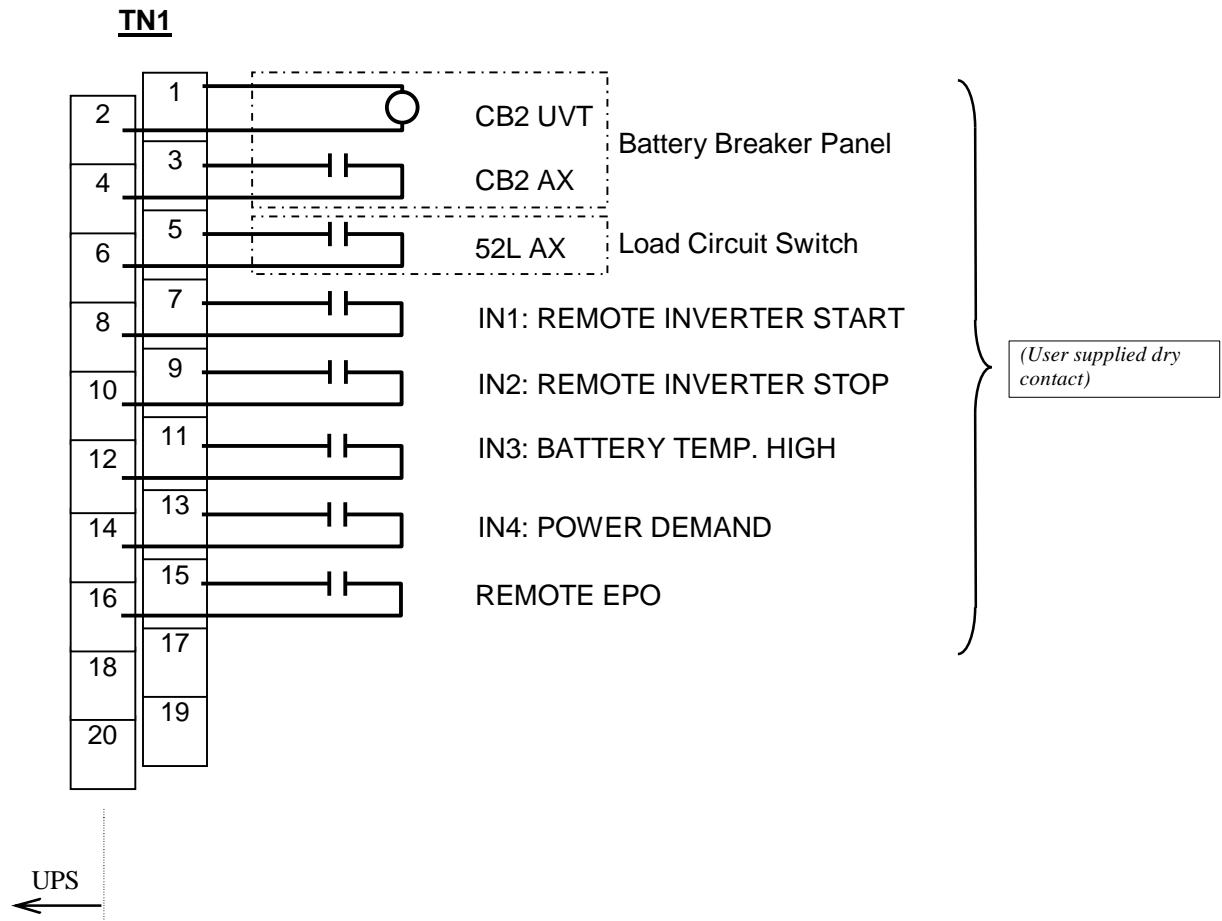 TN1
1
2
CB2 UVT
Battery Breaker Panel
3
4
CB2 AX
5
6
52L AX
Load Circuit Switch
7
8
IN1: REMOTE INVERTER START
9
10
IN2: REMOTE INVERTER STOP
(User supplied dry
contact)
11
12
IN3: BATTERY TEMP. HIGH
13
14
IN4: POWER DEMAND
15
16
REMOTE EPO
17
18
19
20
UPS